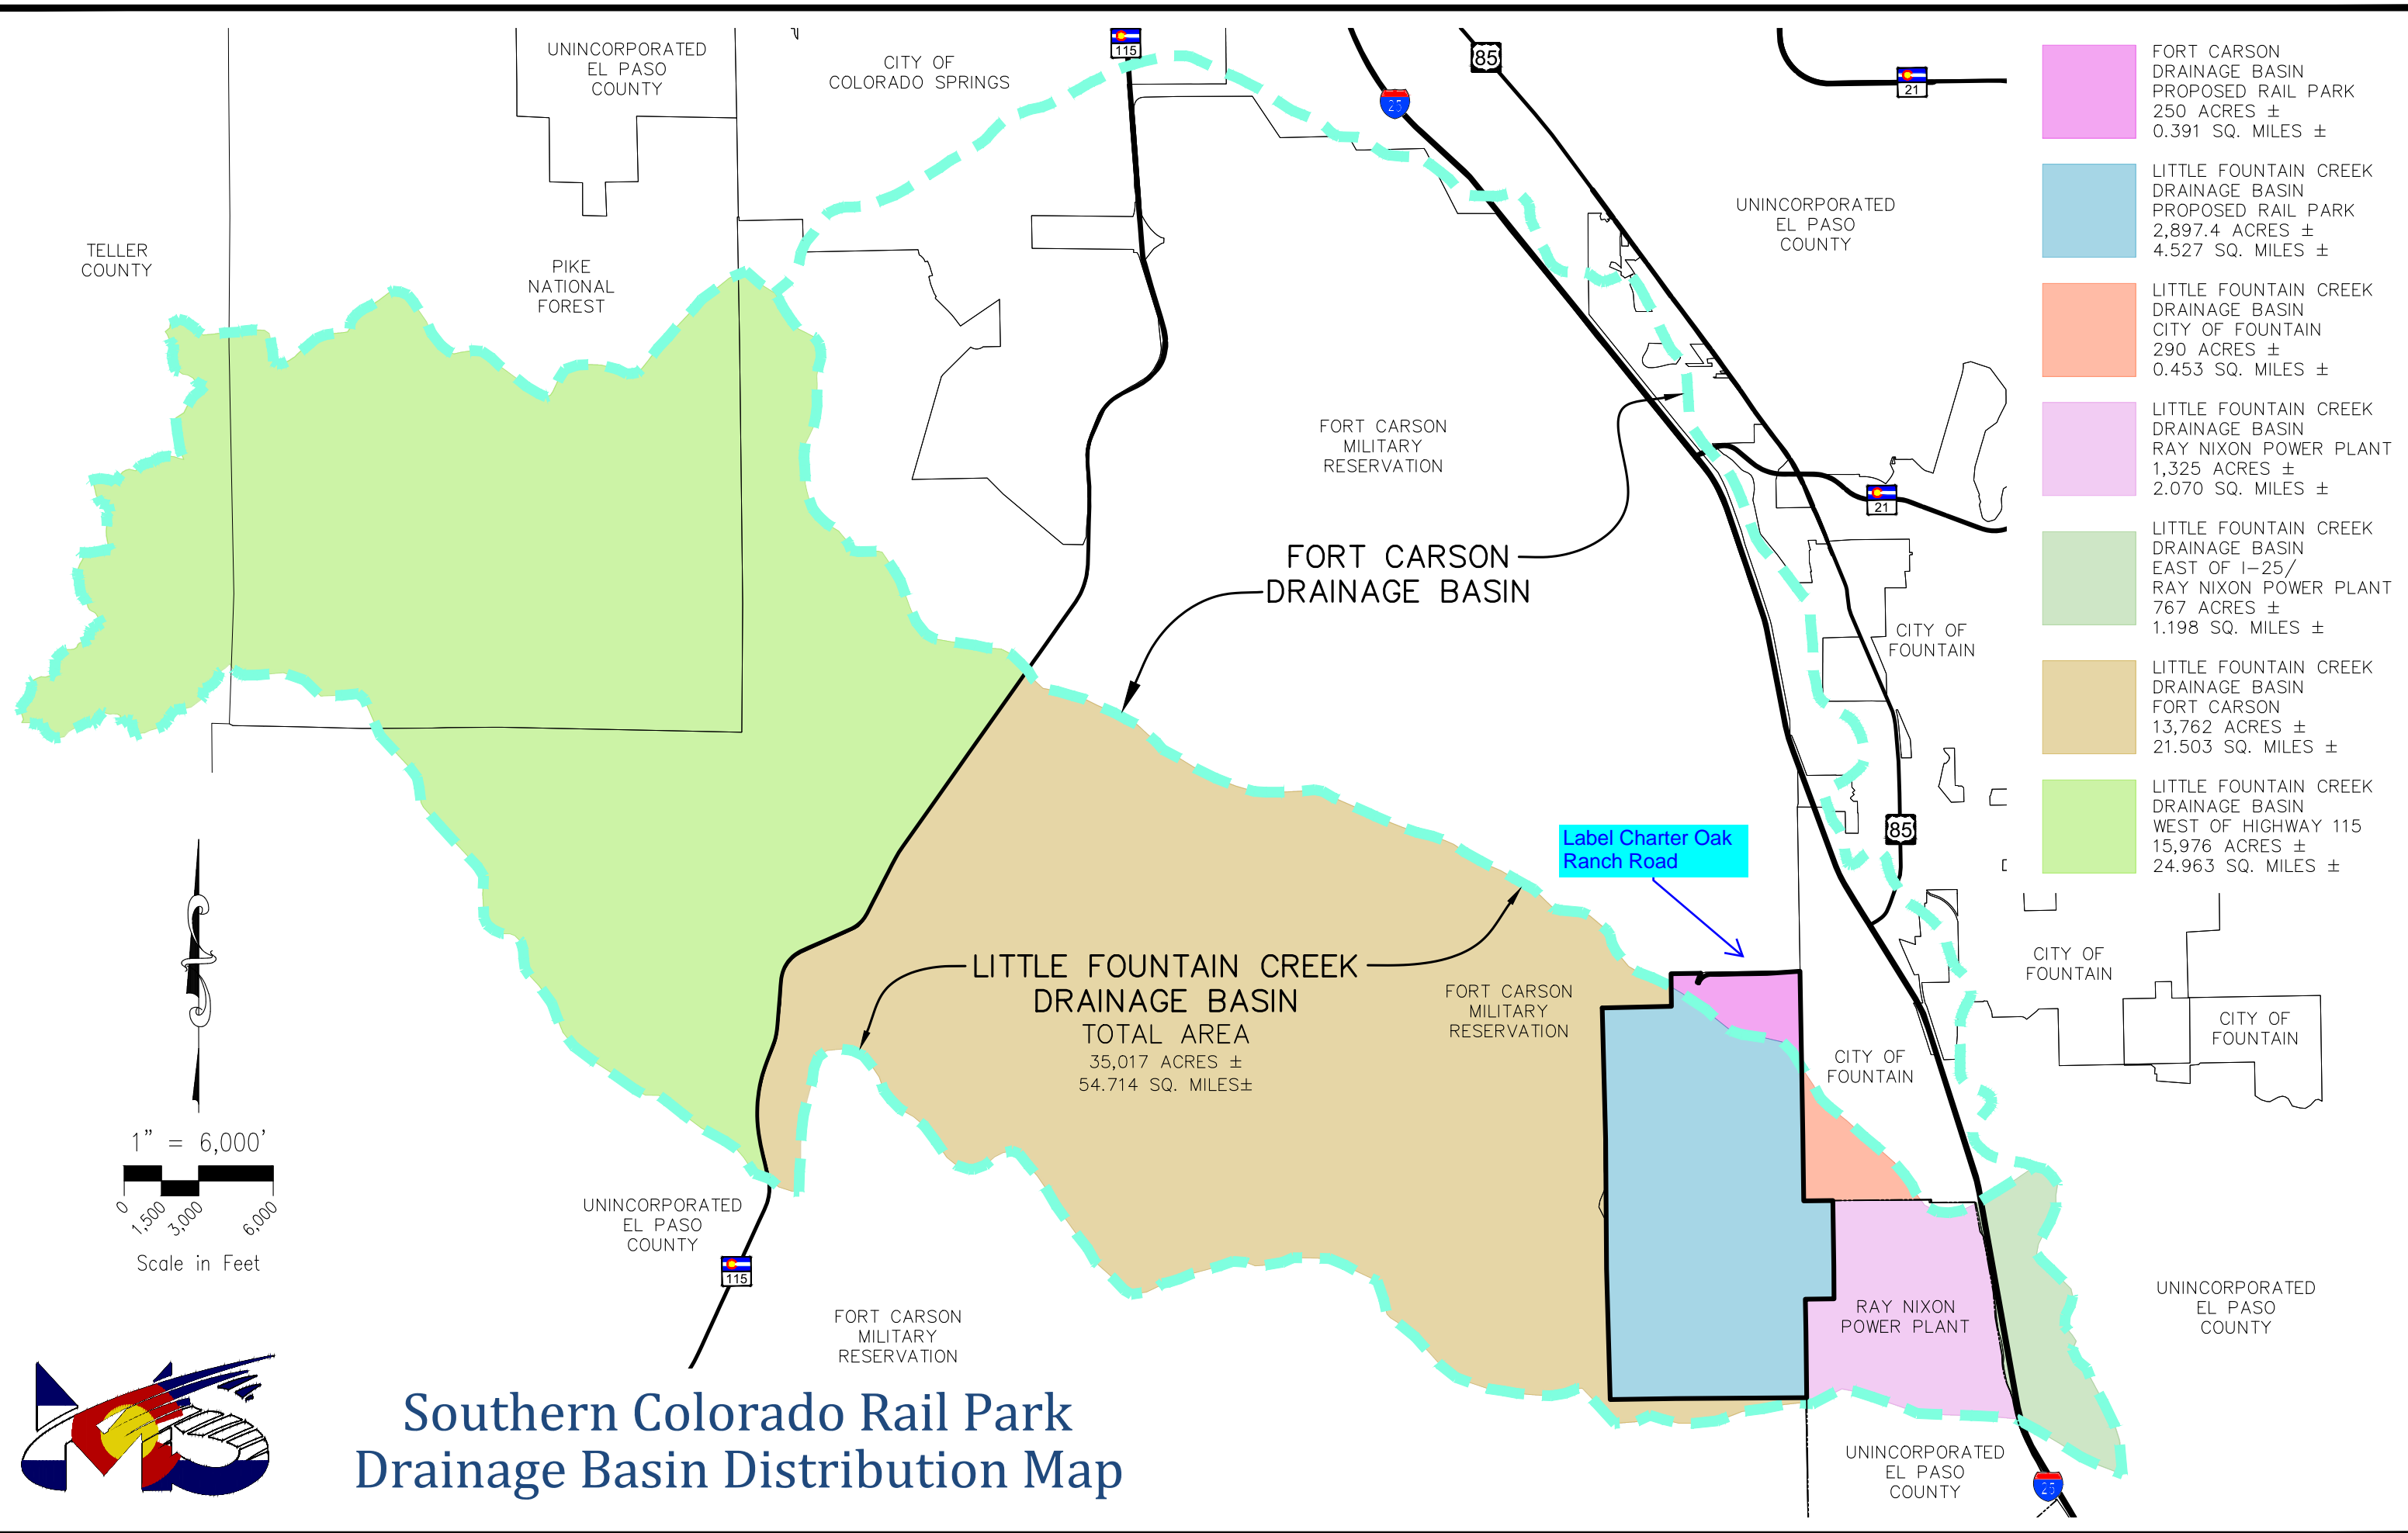 115
85
25
21
UNINCORPORATED
EL PASO
COUNTY
CITY OF
COLORADO SPRINGS
TELLER
COUNTY
PIKE
NATIONAL
FOREST
UNINCORPORATED
EL PASO
COUNTY
FORT CARSON
MILITARY
RESERVATION
21
FORT CARSON
DRAINAGE BASIN
CITY OF
FOUNTAIN
85
Label Charter Oak
Ranch Road
LITTLE FOUNTAIN CREEK
DRAINAGE BASIN
TOTAL AREA
35,017 ACRES ±
54.714 SQ. MILES±
FORT CARSON
MILITARY
RESERVATION
CITY OF
FOUNTAIN
CITY OF
FOUNTAIN
CITY OF
FOUNTAIN
1" = 6,000'
0
1,500
3,000
6,000
Scale in Feet
UNINCORPORATED
EL PASO
COUNTY
115
FORT CARSON
MILITARY
RESERVATION
RAY NIXON
POWER PLANT
UNINCORPORATED
EL PASO
COUNTY
UNINCORPORATED
EL PASO
COUNTY
25
Southern Colorado Rail Park
Drainage Basin Distribution Map
FORT CARSON
DRAINAGE BASIN
PROPOSED RAIL PARK
250 ACRES ±
0.391 SQ. MILES ±
LITTLE FOUNTAIN CREEK
DRAINAGE BASIN
PROPOSED RAIL PARK
2,897.4 ACRES ±
4.527 SQ. MILES ±
LITTLE FOUNTAIN CREEK
DRAINAGE BASIN
CITY OF FOUNTAIN
290 ACRES ±
0.453 SQ. MILES ±
LITTLE FOUNTAIN CREEK
DRAINAGE BASIN
RAY NIXON POWER PLANT
1,325 ACRES ±
2.070 SQ. MILES ±
LITTLE FOUNTAIN CREEK
DRAINAGE BASIN
EAST OF I-25/
RAY NIXON POWER PLANT
767 ACRES ±
1.198 SQ. MILES ±
LITTLE FOUNTAIN CREEK
DRAINAGE BASIN
FORT CARSON
13,762 ACRES ±
21.503 SQ. MILES ±
LITTLE FOUNTAIN CREEK
DRAINAGE BASIN
WEST OF HIGHWAY 115
15,976 ACRES ±
24.963 SQ. MILES ±